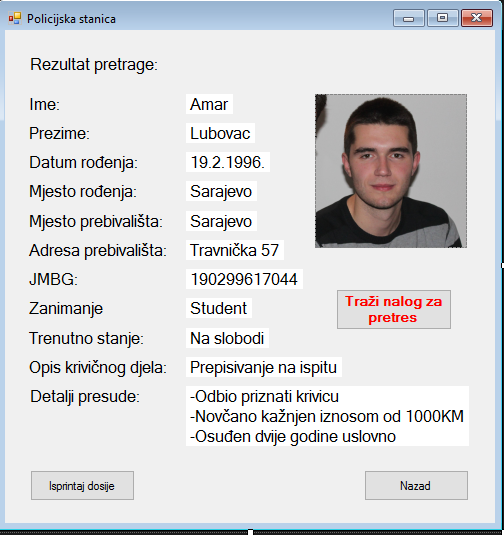 Policijska stanica
Rezultat pretrage:
Ime: Amar
Prezime: Lubovac
Datum rođenja: 19.2.1996.
Mjesto rođenja: Sarajevo
Mjesto prebivališta: Sarajevo
Adresa prebivališta: Travnička 57
JMBG: 190299617044
Zanimanje Student
Trenutno stanje: Na slobodi
Opis krivičnog djela: Prepisivanje na ispitu
Detalji presude: -Odbio priznati krivicu
-Novčano kažnjen iznosom od 1000KM
-Osuđen dvije godine uslovno
Traži nalog za
pretres
Isprintaj dosije
Nazad